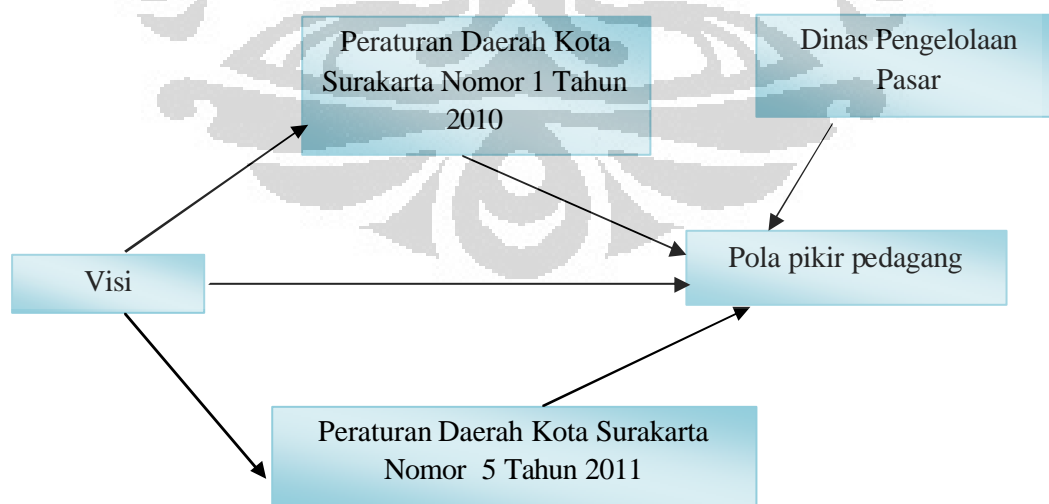 Peraturan Daerah Kota
Surakarta Nomor 1 Tahun
2010
Dinas Pengelolaan
Pasar
Visi
Pola pikir pedagang
Peraturan Daerah Kota Surakarta
Nomor 5 Tahun 2011